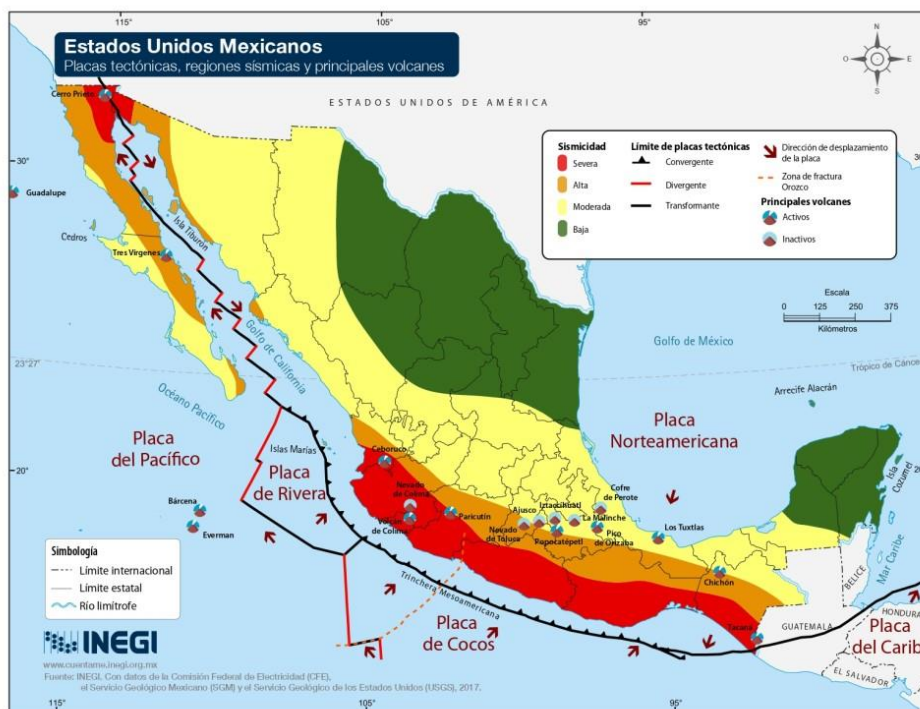 115°
105°
95°
Estados Unidos Mexicanos
Placas tectónicas, regiones sísmicas y principales volcanes
N
O
E
S
ESTADOS UNIDOS DE AMÉRICA
Cerro Prieto
30°
30
Guadalupe
Cedros
Isla Tiburón
Tres Vírgenes
Golfo de California
23°27'
Océano Pacífico
Sismicidad
Severa
Alta
Moderada
Baja
Límite de placas tectónicas
Convergente
Divergente
Transformante
Dirección de desplazamiento
de la placa
Zona de fractura
Orozco
Principales volcanes
Activos
Inactivos
Escala
0 125 250 375
Kilómetros
Golfo de México
Trópico de Cáncer
Arrecife Alacrán
Placa
Norteamericana
Placa
del Pacífico
Islas Marías
Placa
de Rivera
20°
Ceboruco
Nevado
de Colima
Volcán
de Colima
Paricutín
Ajusco
Iztaccíhuatl
Nevado
de Toluca
Popocatépetl
La Malinche
Cofre
de Perote
Pico
de Orizaba
Los Tuxtlas
Chichón
Tacaná
Isla
Cozumel
Mar Caribe
BELICE
GUATEMALA
HONDURA
EL SALVADOR
Bárcena
Everman
Trinchera Mesoamericana
Placa
de Cocos
Placa
del Carib
Simbología
Límite internacional
Límite estatal
Río limítrofe
INEGI
www.cuentame.inegi.org.mx
Fuente: INEGI. Con datos de la Comisión Federal de Electricidad (CFE),
el Servicio Geológico Mexicano (SGM) y el Servicio Geológico de los Estados Unidos (USGS), 2017.
115°
105°
95°